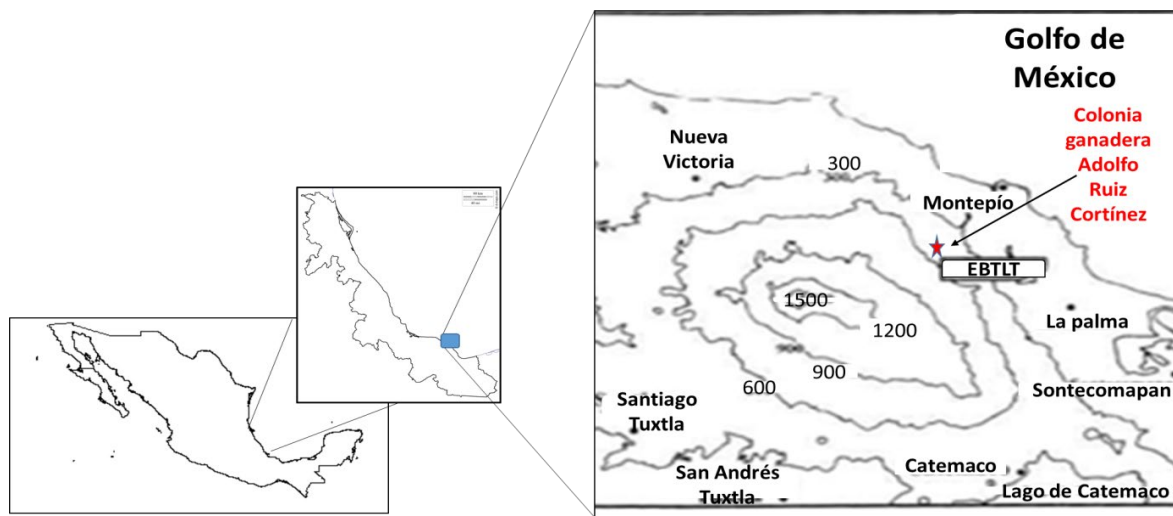 Golfo de
México
Colonia
ganadera
Adolfo
Ruiz
Cortínez
Nueva
Victoria
300
Montepío
EBTLT
1500
1200
La palma
900
600
Sontecomapan
Santiago
Tuxtla
San Andrés
Tuxtla
Catemaco
Lago de Catemaco